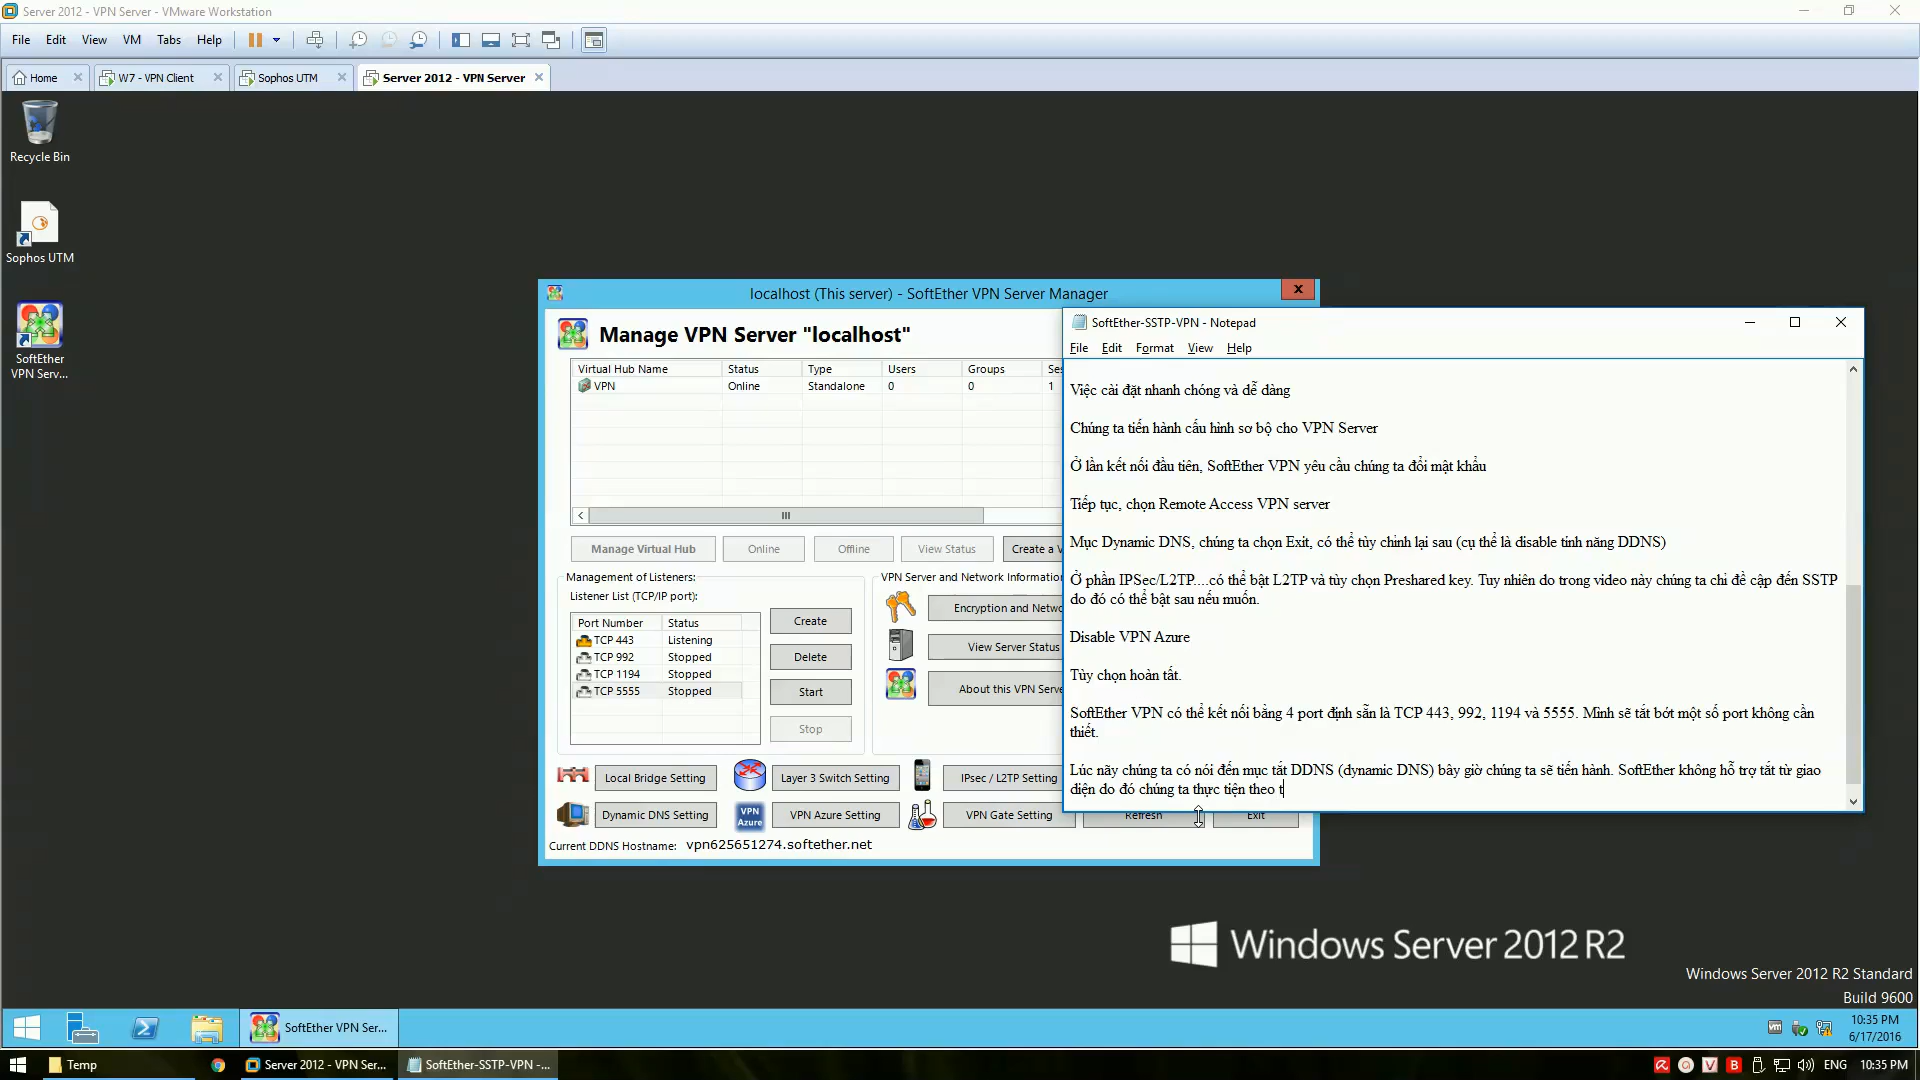 Server 2012 - VPN Server - VMware Workstation
File Edit View VM Tabs Help
Home W7 - VPN Client Sophos UTM Server 2012 - VPN Server
Recycle Bin
Sophos UTM
SoftEther
VPN Serv...
localhost (This server) - SoftEther VPN Server Manager
Manage VPN Server "localhost"
Virtual Hub Name Status Type Users Groups Ses
VPN Online Standalone 0 0 1
Manage Virtual Hub Online Offline View Status Create a V
Management of Listeners:
Listener List (TCP/IP port):
Port Number Status
TCP 443 Listening
TCP 992 Stopped
TCP 1194 Stopped
TCP 5555 Stopped
Create
Delete
Start
Stop
VPN Server and Network Information
Encryption and Netwo
View Server Status
About this VPN Serve
Local Bridge Setting Layer 3 Switch Setting IPsec / L2TP Setting
Dynamic DNS Setting VPN Azure VPN Azure Setting VPN Gate Setting Refresh Exit
Current DDNS Hostname: vpn625651274.softether.net
SoftEther-SSTP-VPN - Notepad
File Edit Format View Help
Việc cài đặt nhanh chóng và dễ dàng
Chúng ta tiến hành cấu hình sơ bộ cho VPN Server
Ở lần kết nối đầu tiên, SoftEther VPN yêu cầu chúng ta đổi mật khẩu
Tiếp tục, chọn Remote Access VPN server
Mục Dynamic DNS, chúng ta chọn Exit, có thể tùy chỉnh lại sau (cụ thể là disable tính năng DDNS)
Ở phần IPSec/L2TP....có thể bật L2TP và tùy chọn Preshared key. Tuy nhiên do trong video này chúng ta chỉ đề cập đến SSTP
do đó có thể bật sau nếu muốn.
Disable VPN Azure
Tùy chọn hoàn tất.
SoftEther VPN có thể kết nối bằng 4 port định sẵn là TCP 443, 992, 1194 và 5555. Mình sẽ tắt bớt một số port không cần
thiết.
Lúc nãy chúng ta có nói đến mục tắt DDNS (dynamic DNS) bây giờ chúng ta sẽ tiến hành. SoftEther không hỗ trợ tắt từ giao
diện do đó chúng ta thực tiện theo t
Windows Server 2012 R2
Windows Server 2012 R2 Standard
Build 9600
SoftEther VPN Ser...
10:35 PM
6/17/2016
Temp Server 2012 - VPN Ser... SoftEther-SSTP-VPN -... ENG 10:35 PM